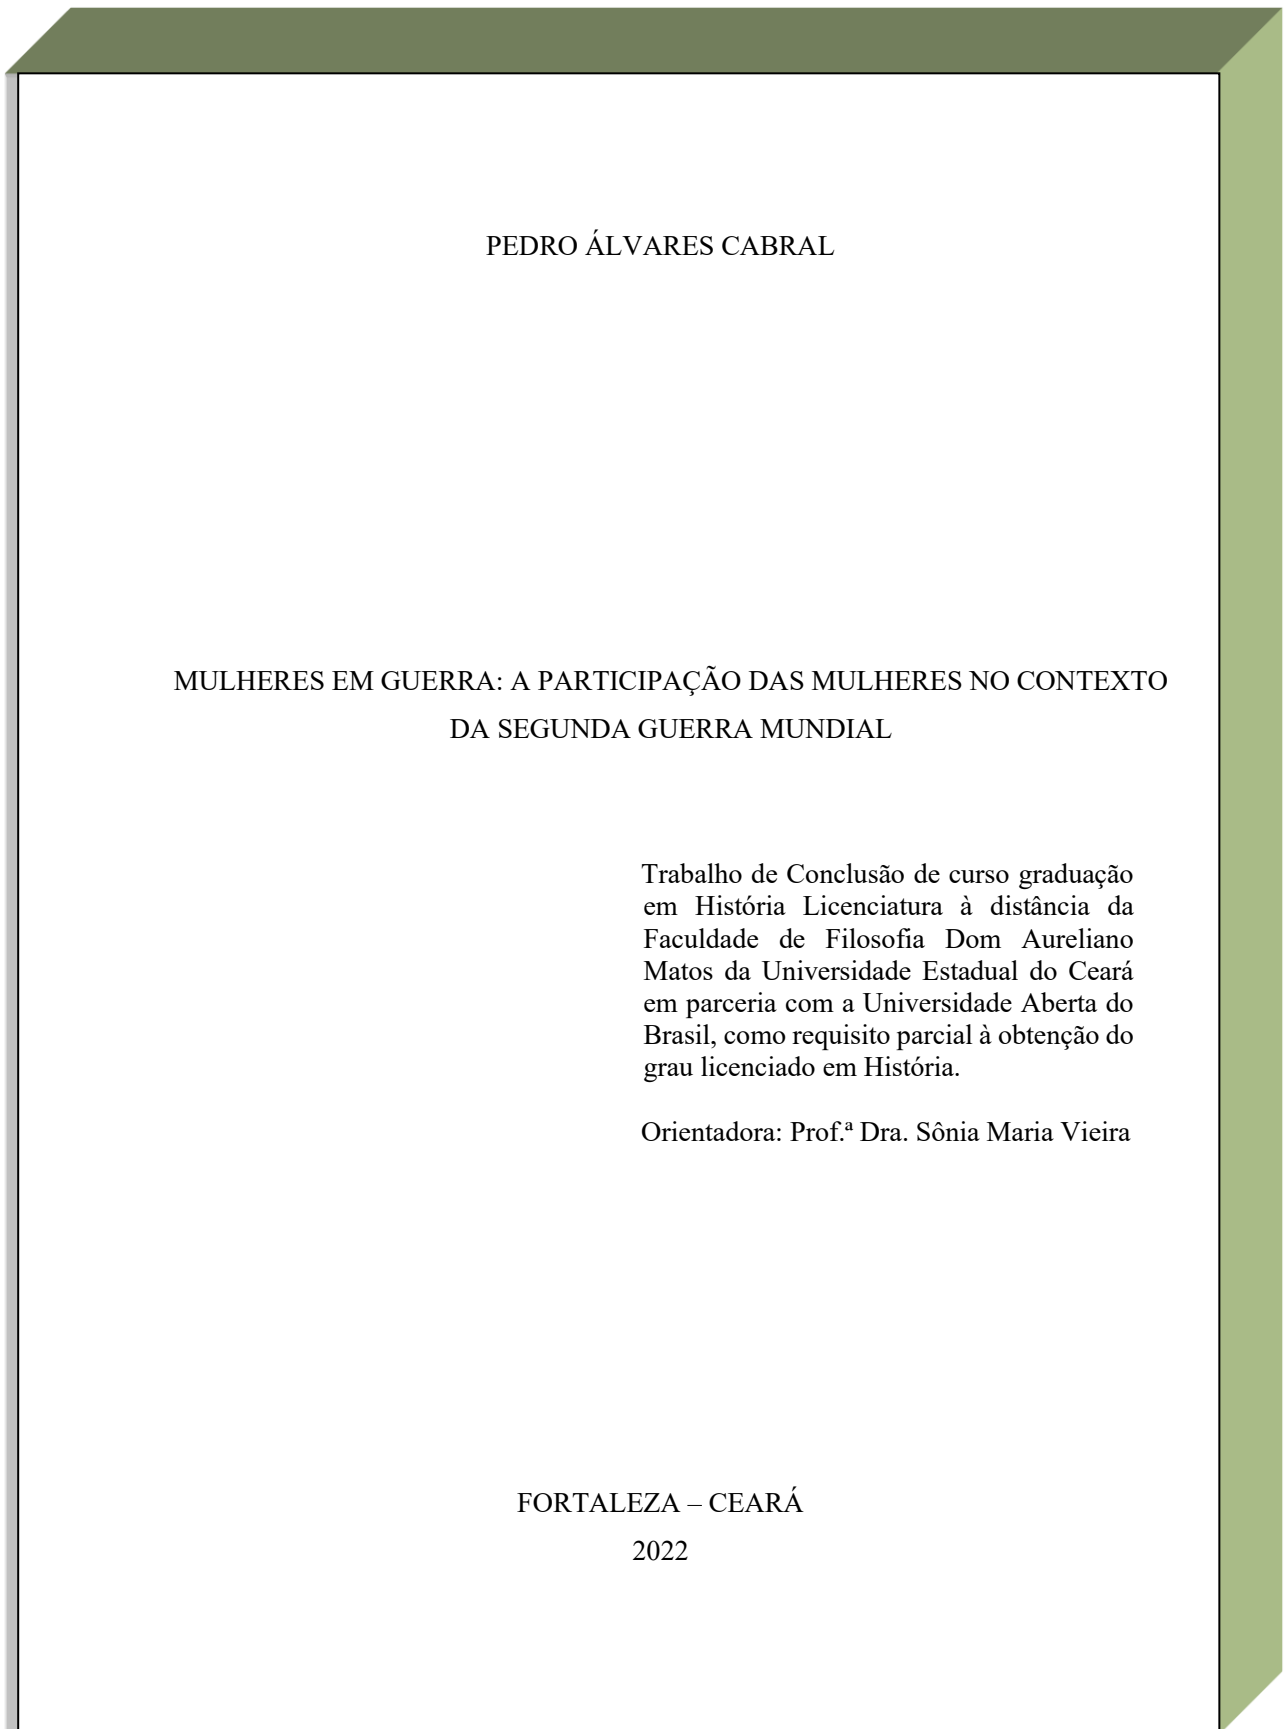 PEDRO ÁLVARES CABRAL
MULHERES EM GUERRA: A PARTICIPAÇÃO DAS MULHERES NO CONTEXTO
DA SEGUNDA GUERRA MUNDIAL
Trabalho de Conclusão de curso graduação
em História Licenciatura à distância da
Faculdade de Filosofia Dom Aureliano
Matos da Universidade Estadual do Ceará
em parceria com a Universidade Aberta do
Brasil, como requisito parcial à obtenção do
grau licenciado em História.
Orientadora: Prof.ª Dra. Sônia Maria Vieira
FORTALEZA – CEARÁ
2022